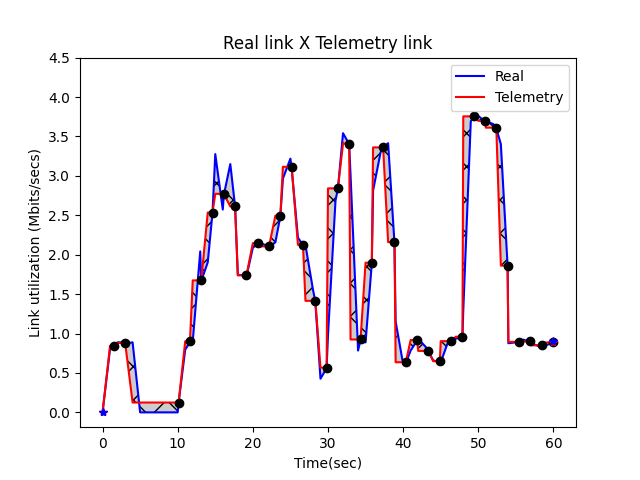 Real link X Telemetry link
Real
Telemetry
Link utilization (Mbits/secs)
4.5
4.0
3.5
3.0
2.5
2.0
1.5
1.0
0.5
0.0
0 10 20 30 40 50 60
Time(sec)